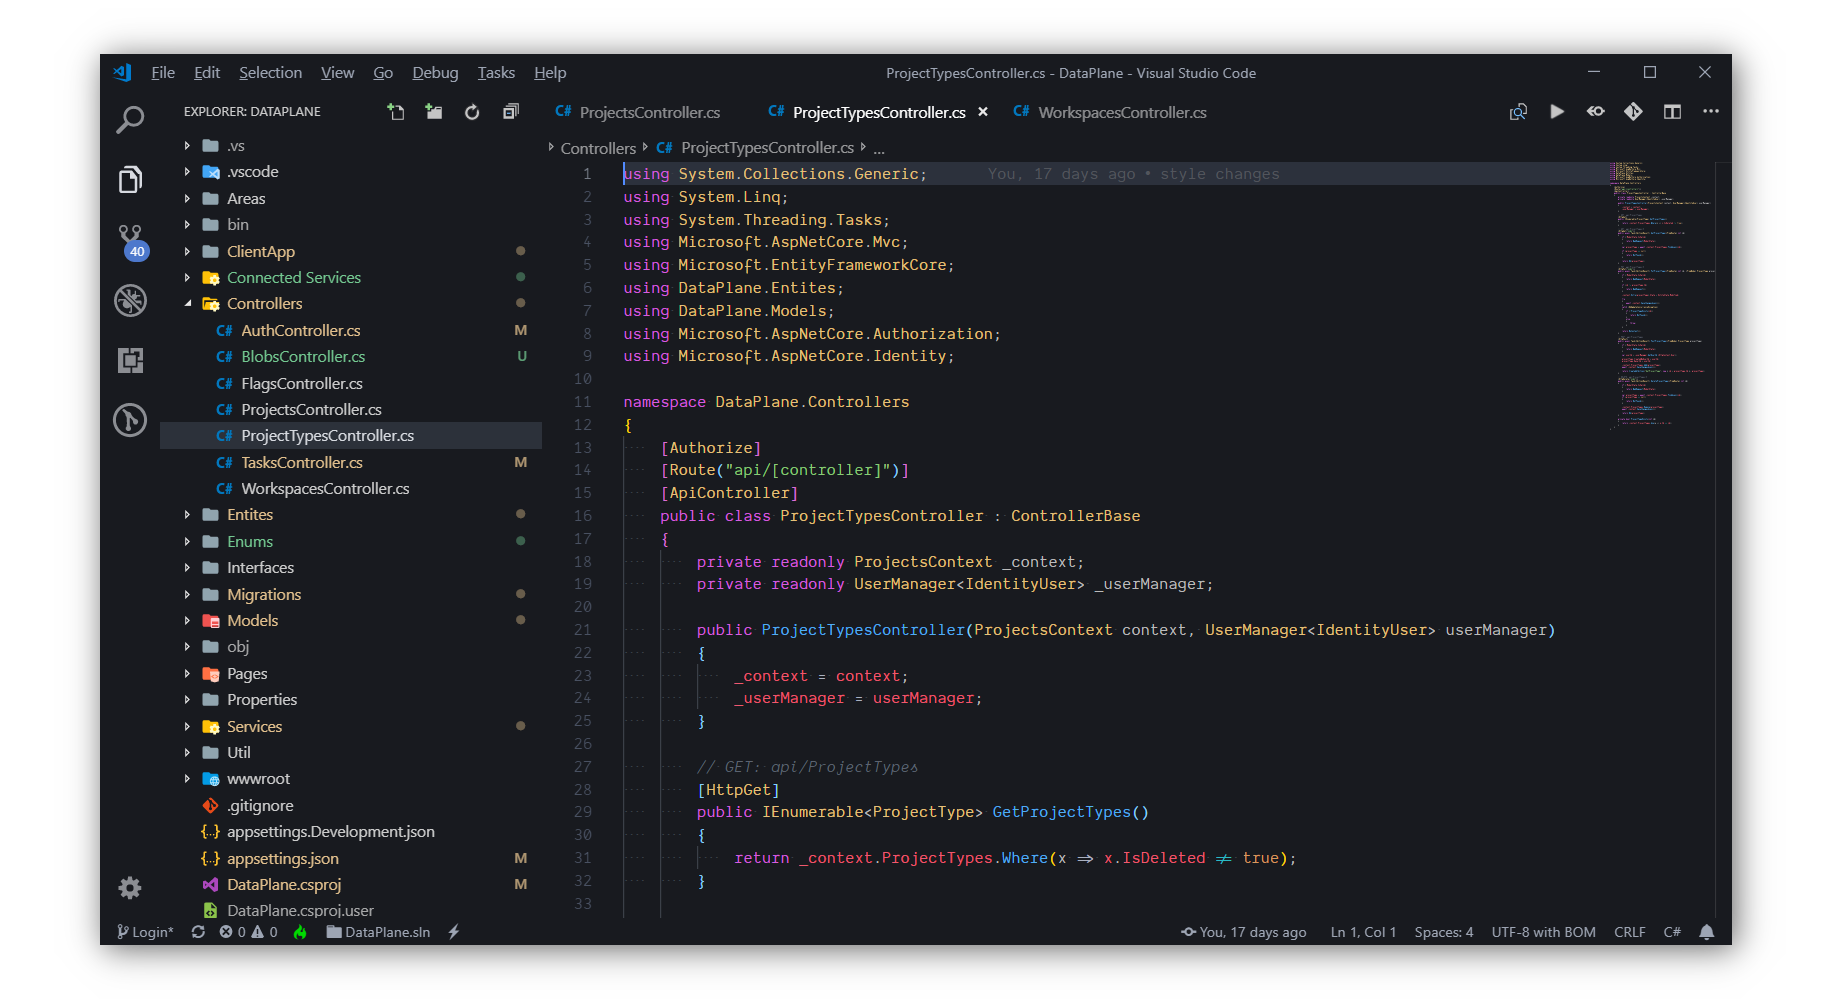 File Edit Selection View Go Debug Tasks Help
ProjectTypesController.cs - DataPlane - Visual Studio Code
EXPLORER: DATAPLANE
.vs
.vscode
Areas
bin
ClientApp
Connected Services
Controllers
C# AuthController.cs M
C# BlobsController.cs U
C# FlagsController.cs
C# ProjectsController.cs
C# ProjectTypesController.cs
C# TasksController.cs M
C# WorkspacesController.cs
Entites
Enums
Interfaces
Migrations
Models
obj
Pages
Properties
Services
Util
wwwroot
.gitignore
{..} appsettings.Development.json
{..} appsettings.json M
DataPlane.csproj M
DataPlane.csproj.user
40
C# ProjectsController.cs C# ProjectTypesController.cs × C# WorkspacesController.cs
Controllers C# ProjectTypesController.cs ...
1 using System.Collections.Generic; You, 17 days ago • style changes
2 using System.Linq;
3 using System.Threading.Tasks;
4 using Microsoft.AspNetCore.Mvc;
5 using Microsoft.EntityFrameworkCore;
6 using DataPlane.Entites;
7 using DataPlane.Models;
8 using Microsoft.AspNetCore.Authorization;
9 using Microsoft.AspNetCore.Identity;
10
11 namespace DataPlane.Controllers
12 {
13 [Authorize]
14 [Route("api/[controller]")]
15 [ApiController]
16 public class ProjectTypesController : ControllerBase
17 {
18 private readonly ProjectsContext _context;
19 private readonly UserManager<IdentityUser> _userManager;
20
21 public ProjectTypesController(ProjectsContext context, UserManager<IdentityUser> userManager)
22 {
23 _context = context;
24 _userManager = userManager;
25 }
26
27 // GET: api/ProjectTypes
28 [HttpGet]
29 public IEnumerable<ProjectType> GetProjectTypes()
30 {
31 return _context.ProjectTypes.Where(x ⇒ x.IsDeleted ≠ true);
32 }
33
Login* 0 0 DataPlane.sln You, 17 days ago Ln 1, Col 1 Spaces: 4 UTF-8 with BOM CRLF C#